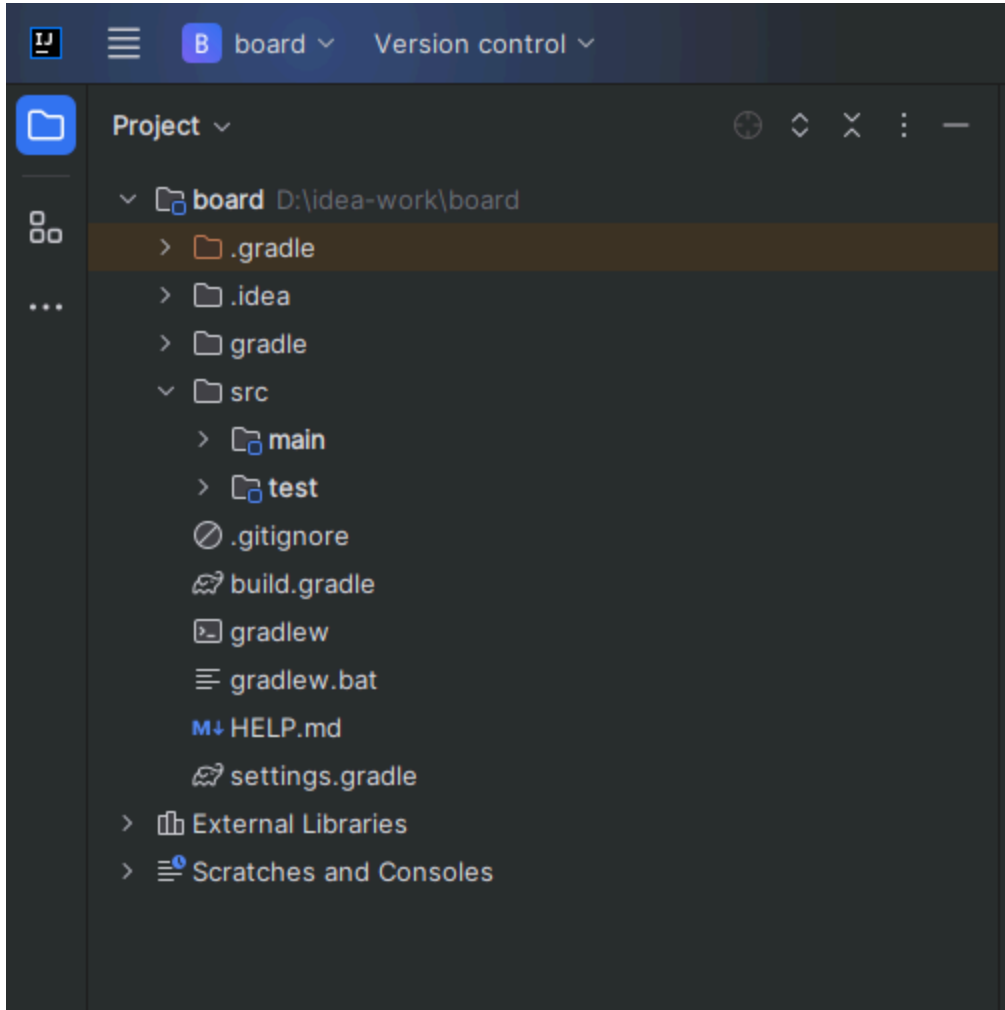 IJ B board Version control
Project
board D:\idea-work\board
.gradle
.idea
gradle
src
main
test
.gitignore
build.gradle
gradlew
gradlew.bat
M↓ HELP.md
settings.gradle
External Libraries
Scratches and Consoles